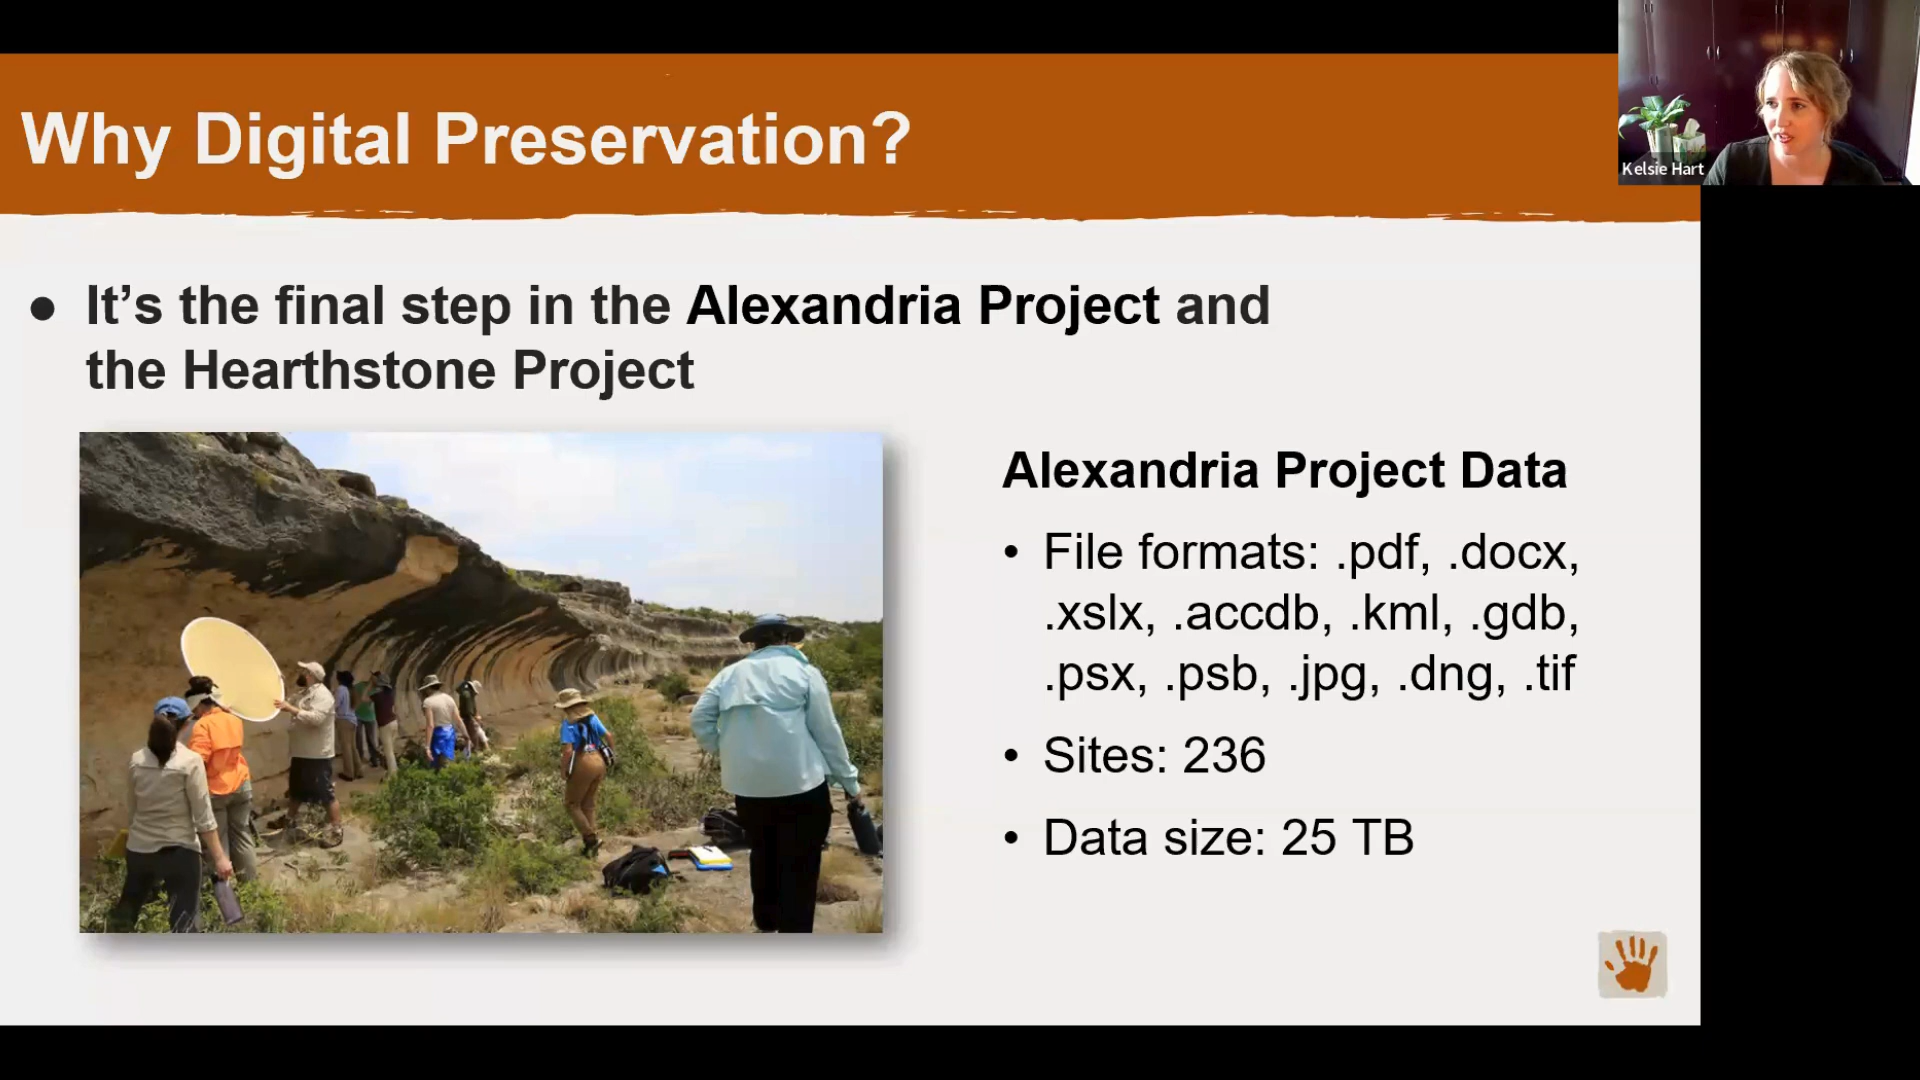 Why Digital Preservation?
Kelsie Hart
● It’s the final step in the Alexandria Project and
the Hearthstone Project
Alexandria Project Data
• File formats: .pdf, .docx,
.xslx, .accdb, .kml, .gdb,
.psx, .psb, .jpg, .dng, .tif
• Sites: 236
• Data size: 25 TB